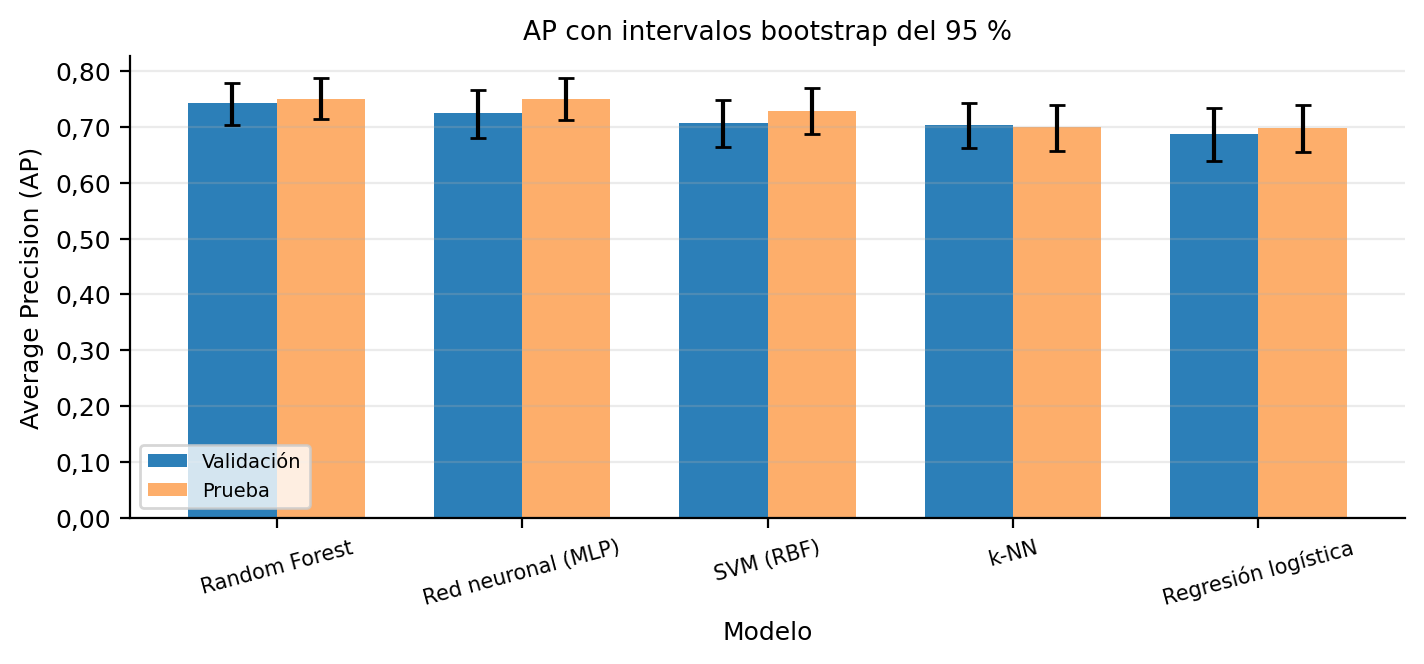 AP con intervalos bootstrap del 95 %
Average Precision (AP)
0,80
0,70
0,60
0,50
0,40
0,30
0,20
0,10
0,00
Validación
Prueba
Random Forest
Red neuronal (MLP)
SVM (RBF)
k-NN
Regresión logística
Modelo